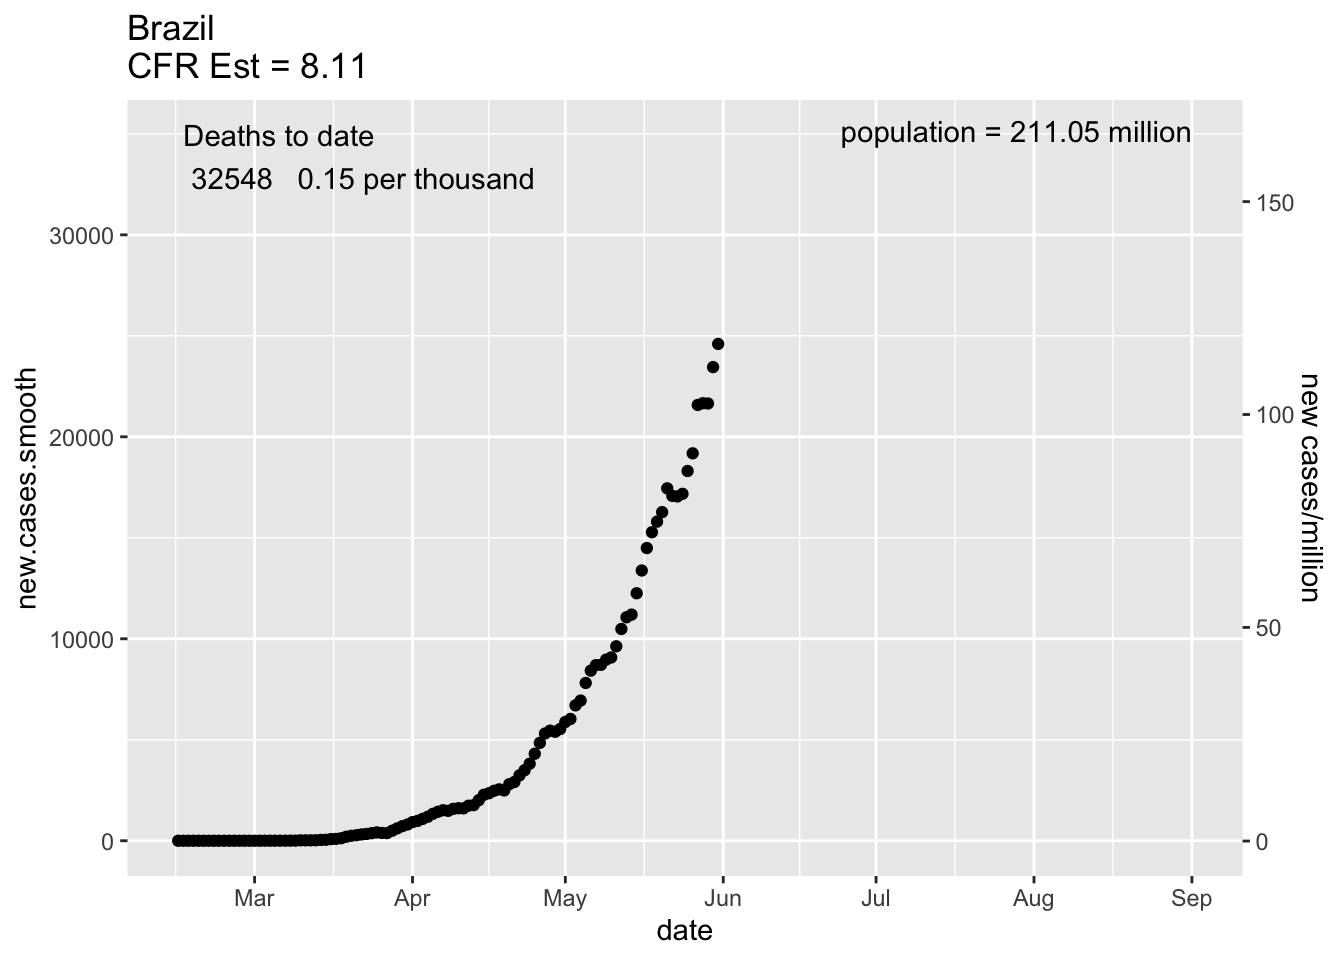 Brazil
CFR Est = 8.11
Deaths to date
32548 0.15 per thousand
population = 211.05 million
new.cases.smooth
30000
20000
10000
0
150
100
50
0
new cases/million
Mar Apr May Jun Jul Aug Sep
date